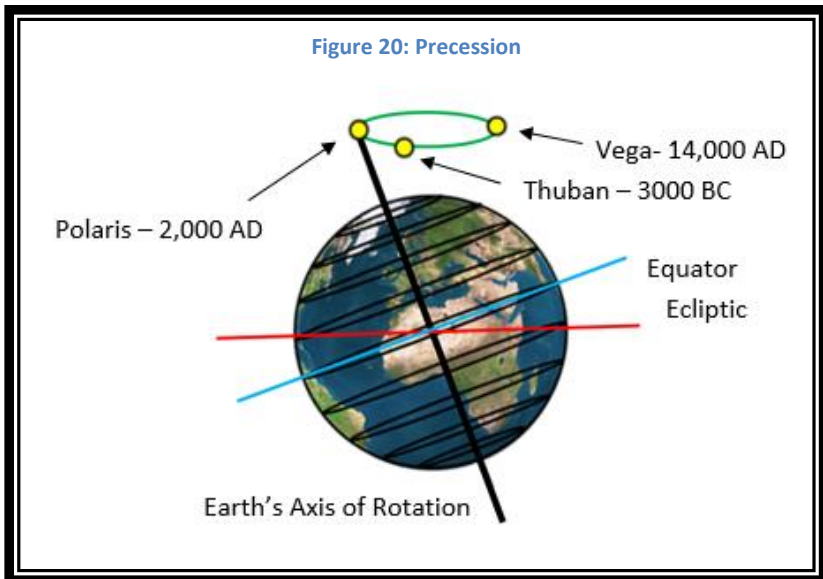 Figure 20: Precession
Vega- 14,000 AD
Thuban – 3000 BC
Polaris – 2,000 AD
Equator
Ecliptic
Earth's Axis of Rotation